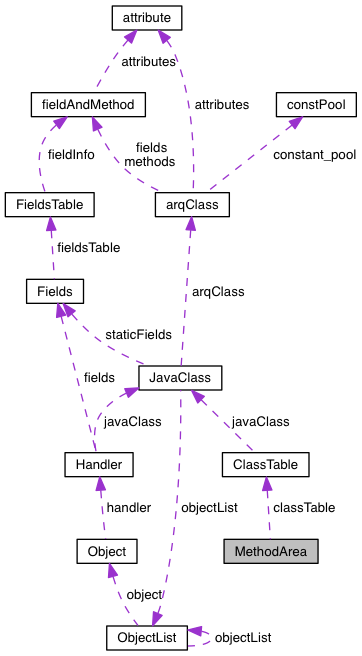 attribute
attributes
fieldAndMethod
attributes
constPool
fieldInfo
fields
methods
constant_pool
FieldsTable
arqClass
fieldsTable
Fields
arqClass
staticFields
fields
JavaClass
javaClass
javaClass
Handler
ClassTable
handler
objectList
classTable
Object
MethodArea
object
ObjectList
objectList